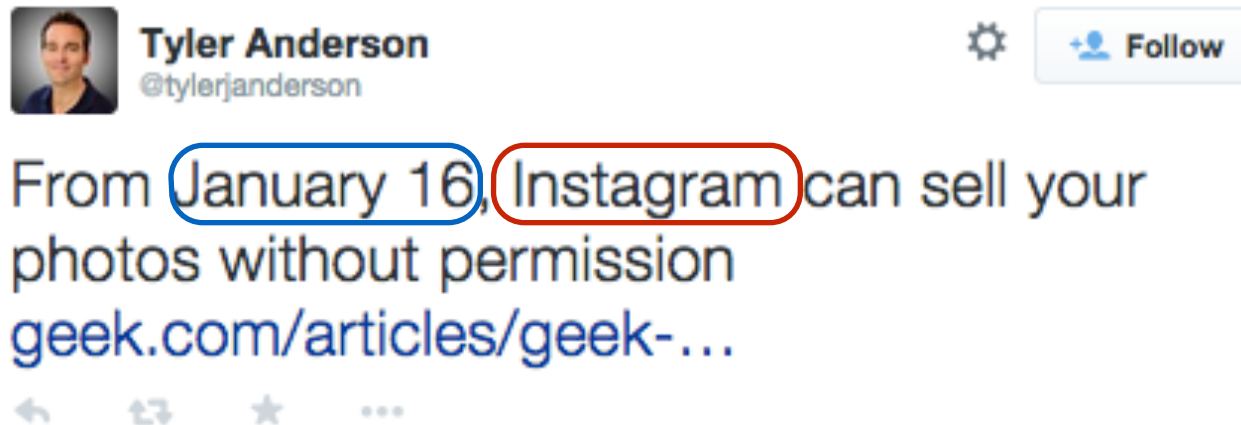 Tyler Anderson
@tylerjanderson
Follow
From January 16, Instagram can sell your
photos without permission
geek.com/articles/geek-...